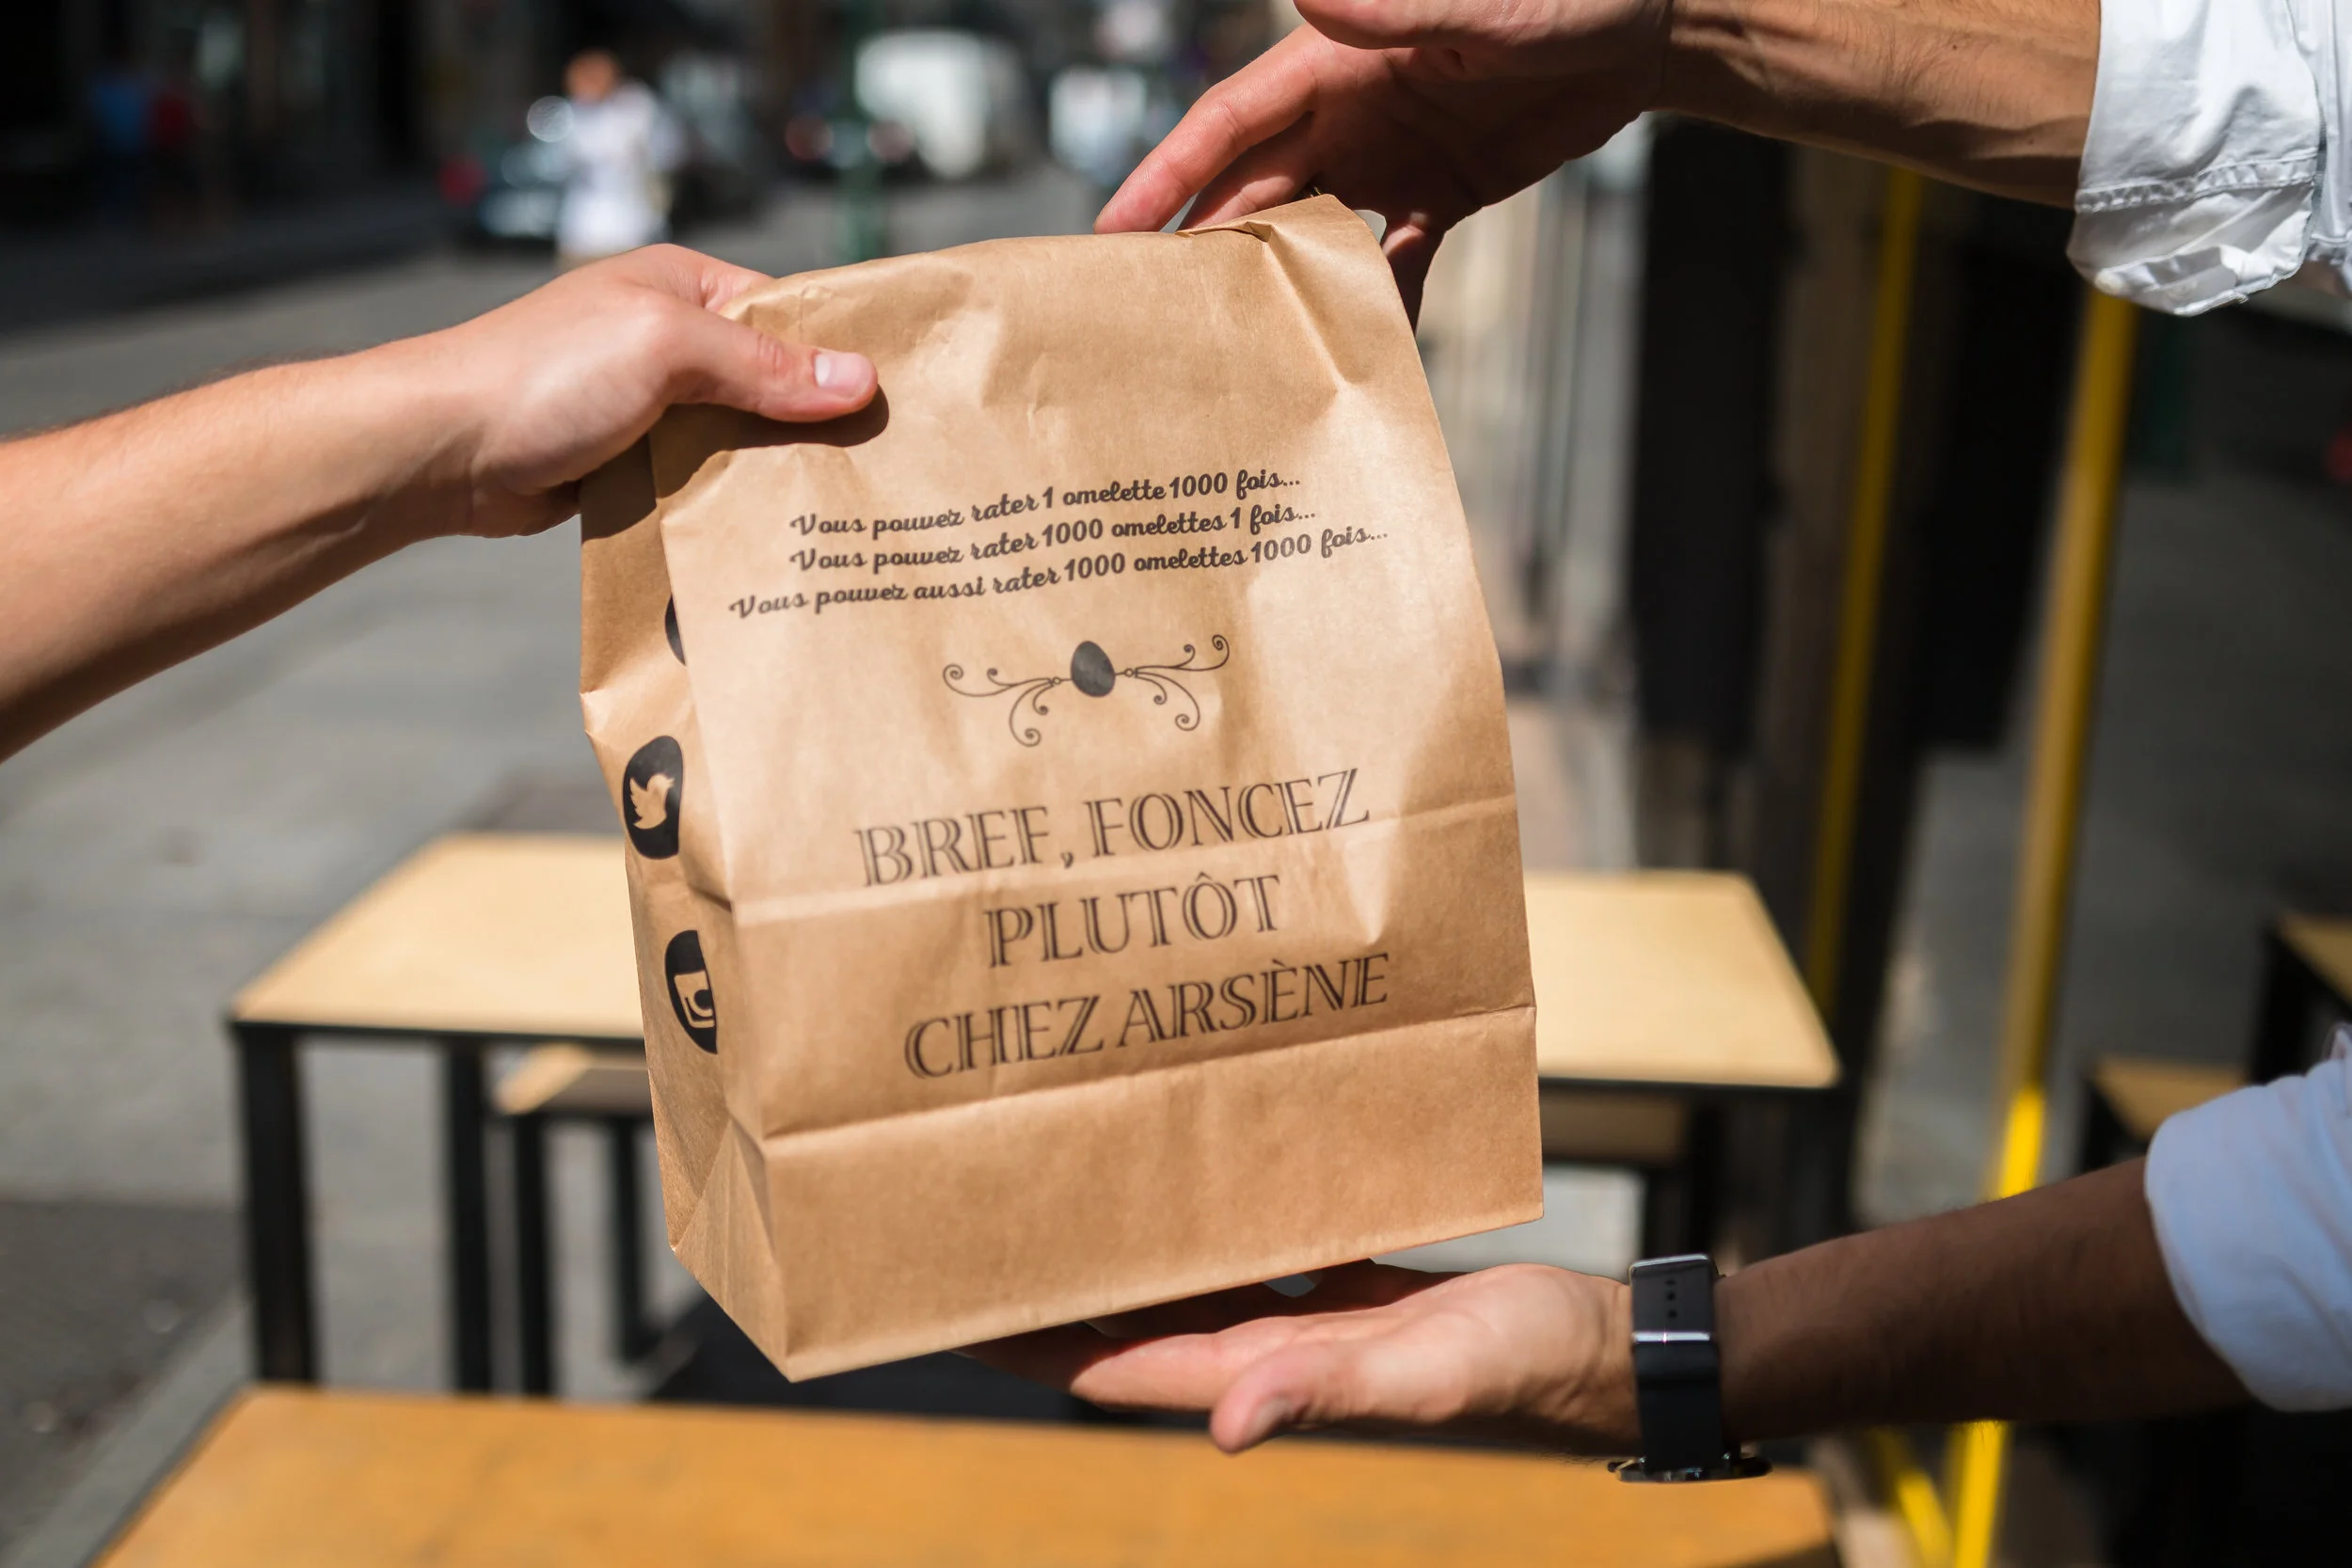 Vous pouvez rater 1 omelette 1000 fois...
Vous pouvez rater 1000 omelettes 1 fois...
Vous pouvez aussi rater 1000 omelettes 1000 fois...
BREF, FONCEZ
PLUTÔT
CHEZ ARSÈNE